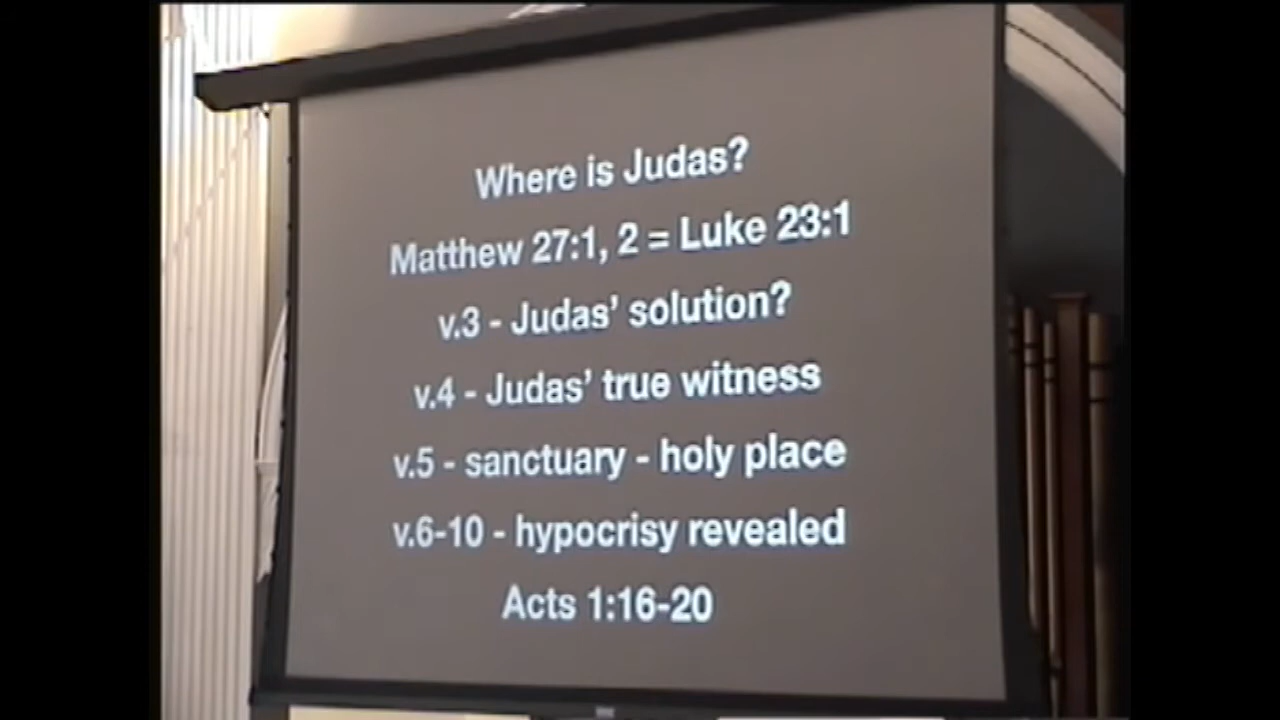 Where is Judas?
Matthew 27:1, 2 = Luke 23:1
v.3 - Judas’ solution?
v.4 - Judas’ true witness
v.5 - sanctuary - holy place
v.6-10 - hypocrisy revealed
Acts 1:16-20